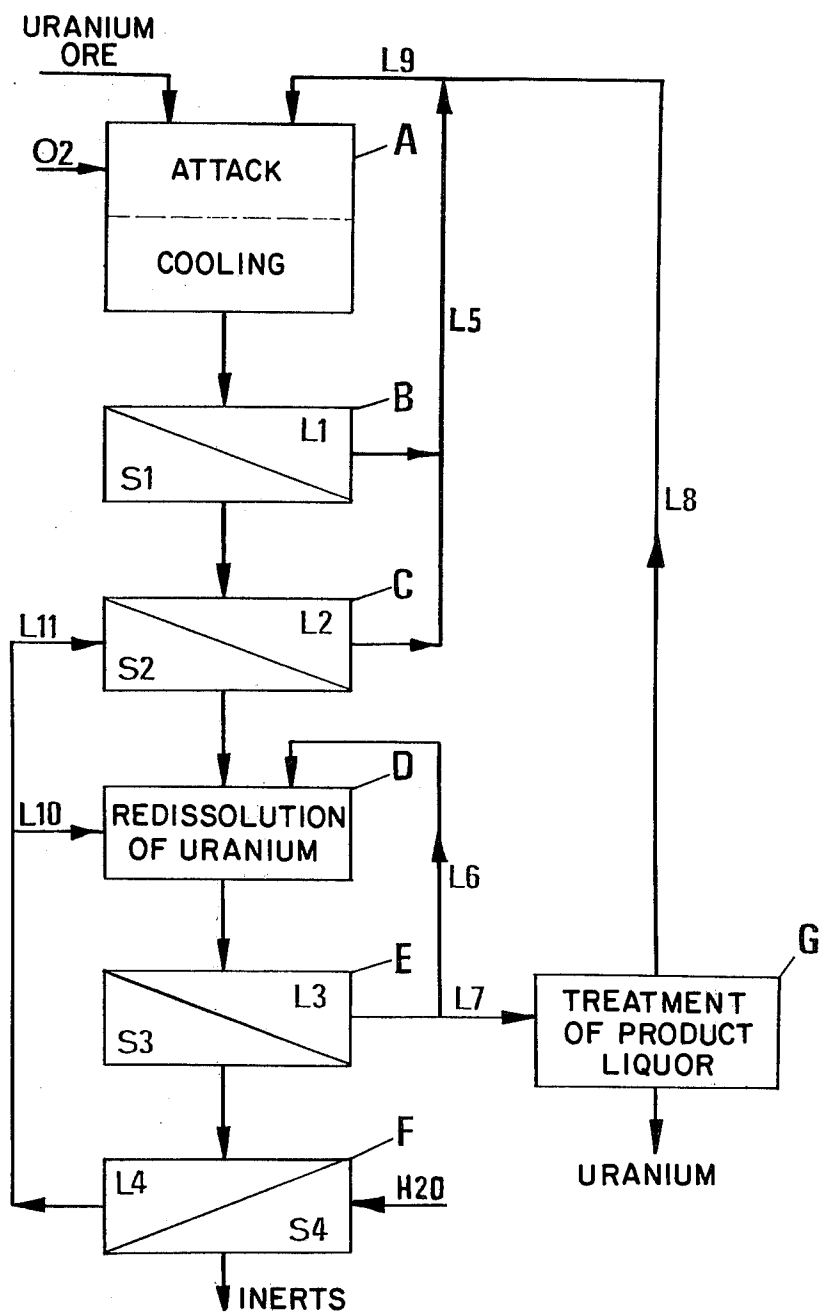 URANIUM
ORE
L9
O2
A
ATTACK
COOLING
L5
B
L1
S1
L8
C
L11
L2
S2
D
L10
REDISSOLUTION
OF URANIUM
L6
E
G
L3
L7
S3
TREATMENT
OF PRODUCT
LIQUOR
F
L4
H20
S4
URANIUM
INERTS